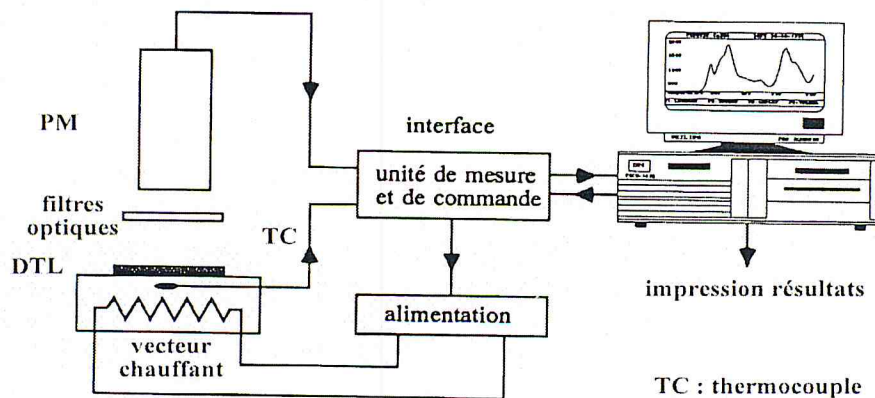 PM
interface
unité de mesure
et de commande
filtres
optiques
TC
DTL
alimentation
impression résultats
vecteur
chauffant
TC : thermocouple